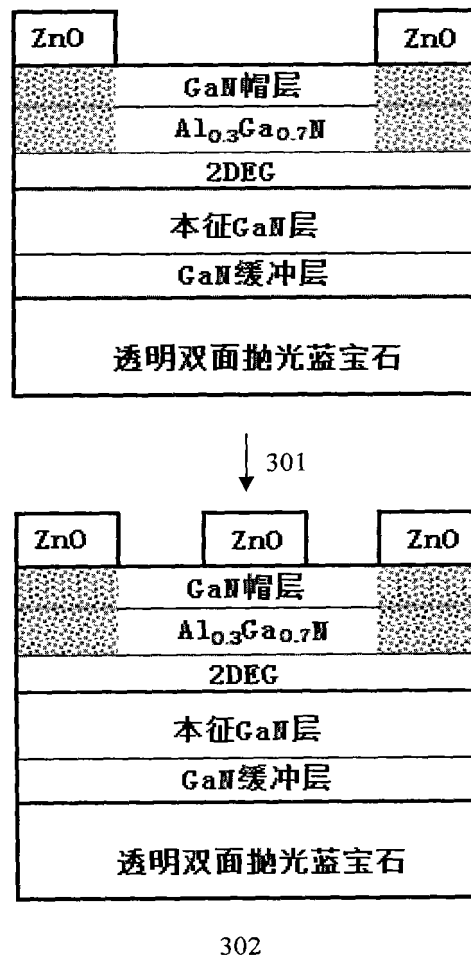 ZnO ZnO
GaN帽层
Al₀.₃Ga₀.₇N
2DEG
本征GaN层
GaN缓冲层
透明双面抛光蓝宝石
301
ZnO ZnO ZnO
GaN帽层
Al₀.₃Ga₀.₇N
2DEG
本征GaN层
GaN缓冲层
透明双面抛光蓝宝石
302